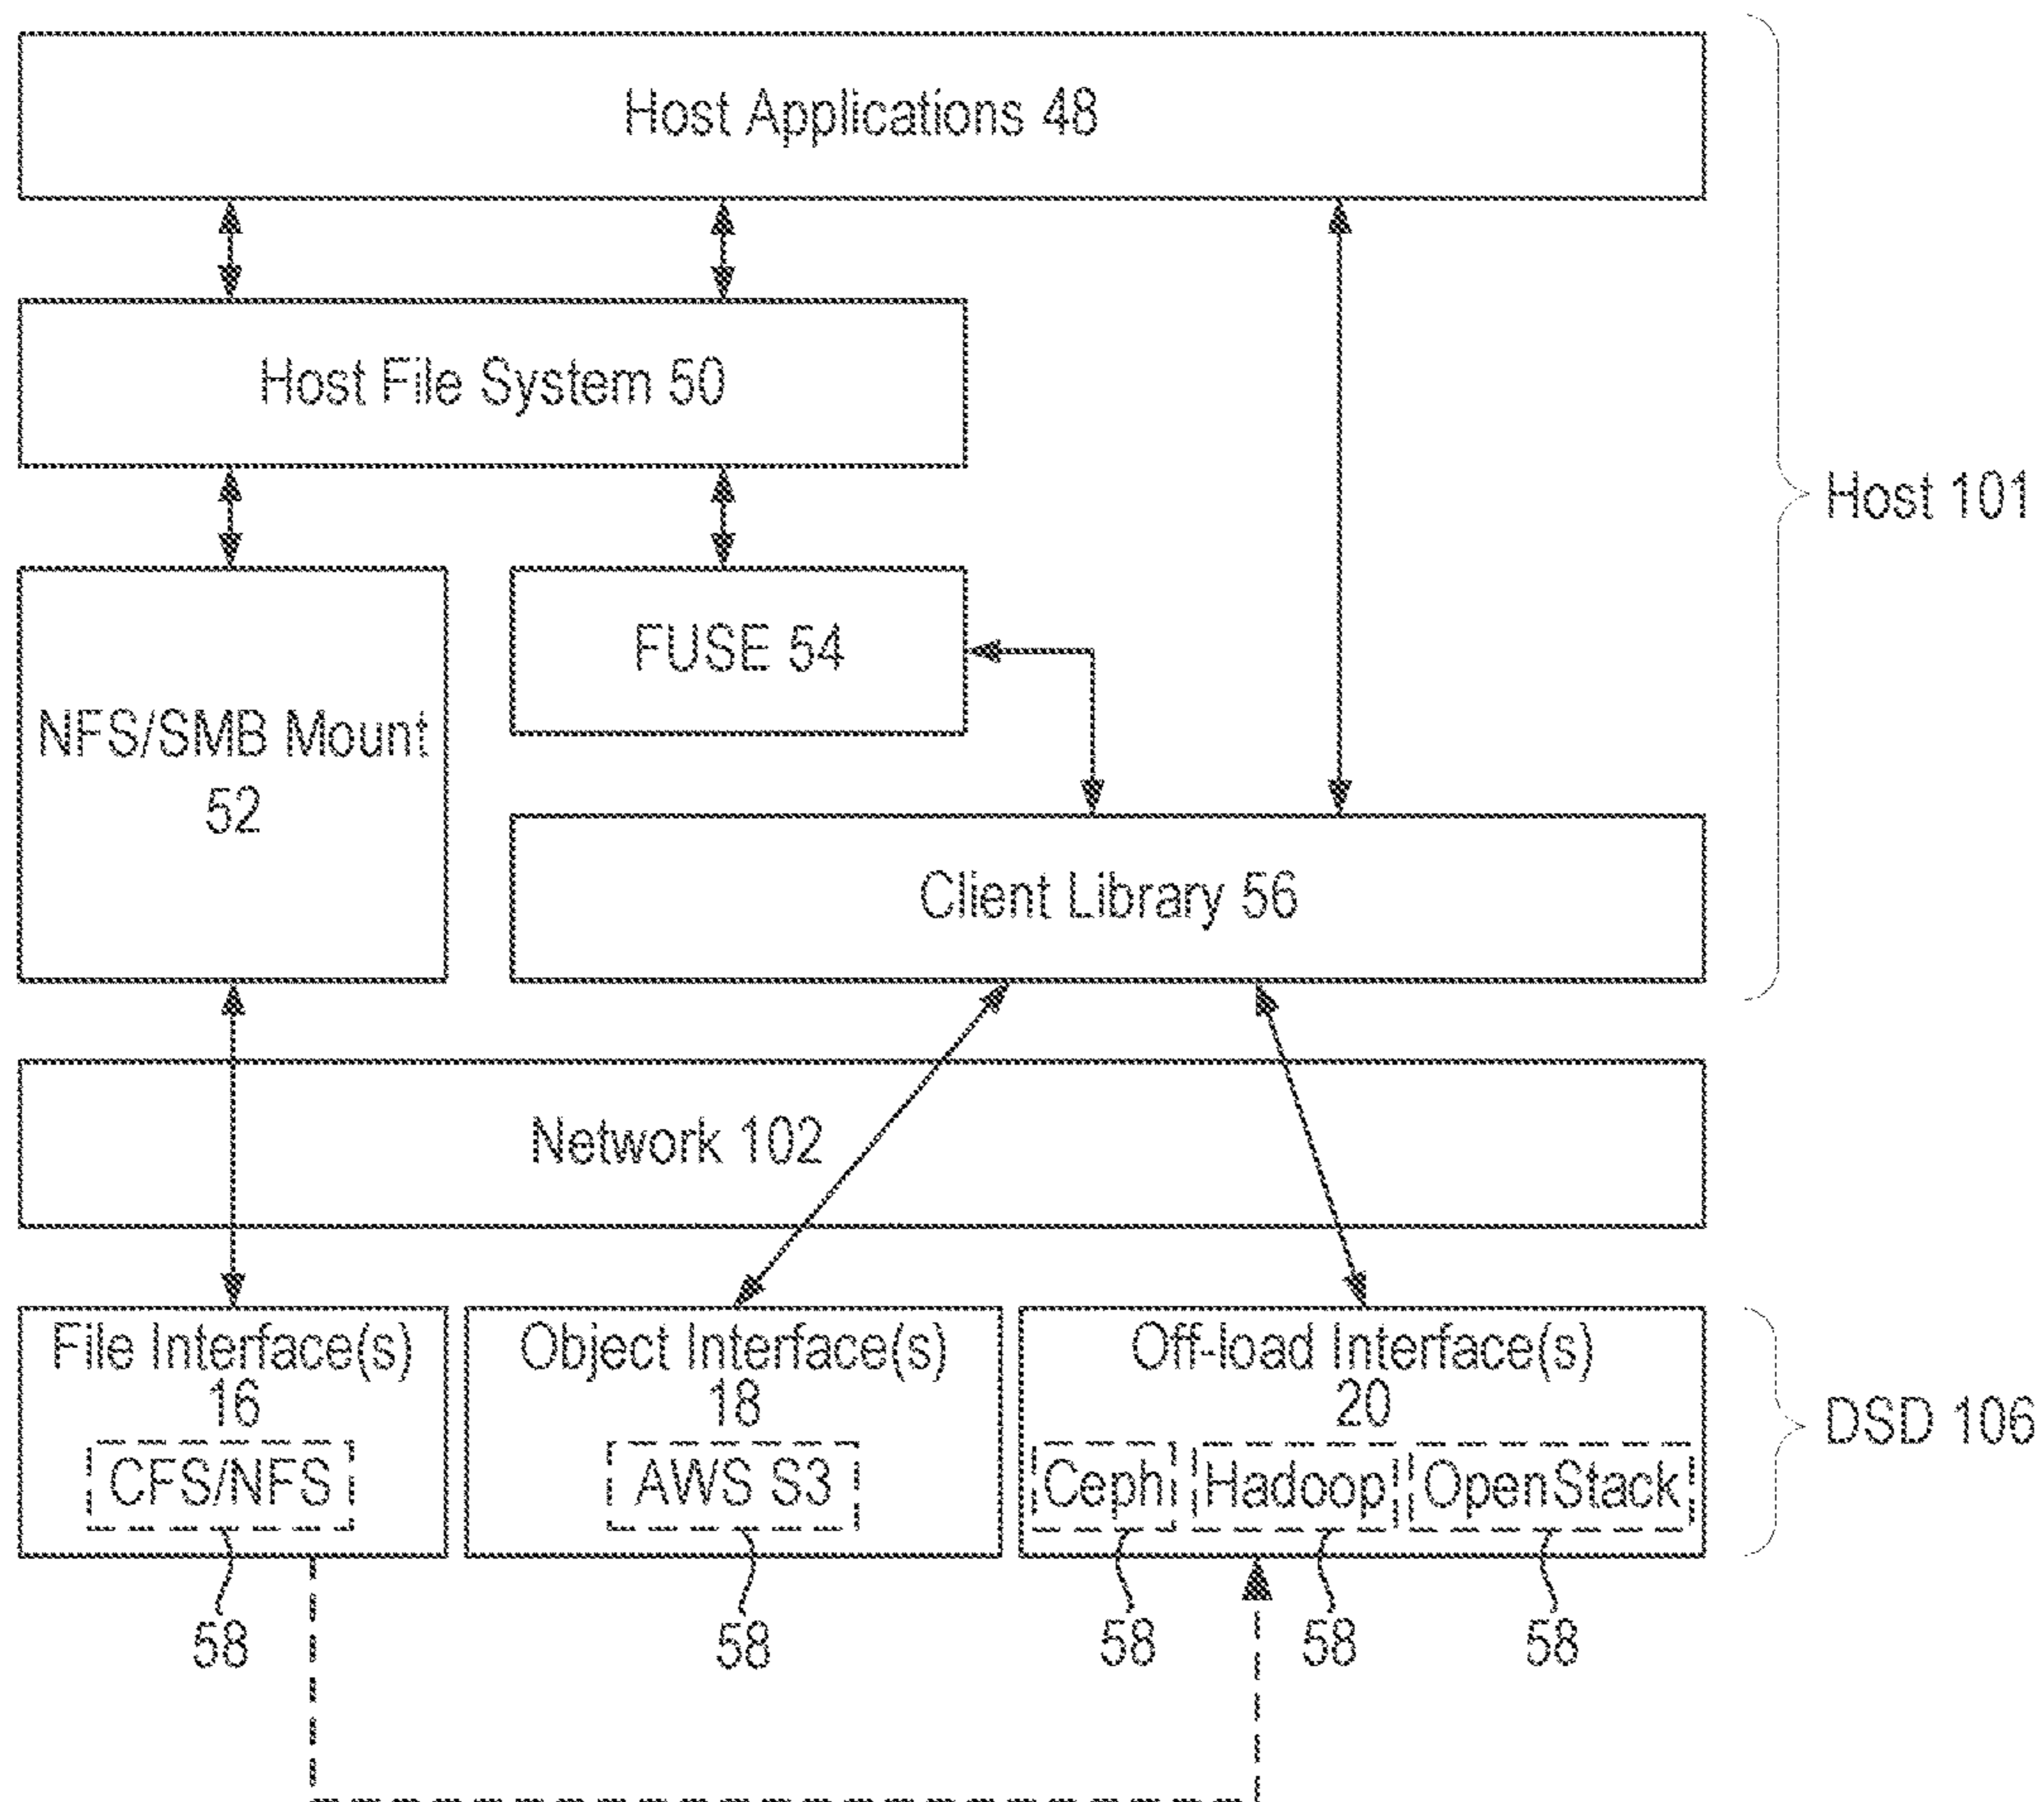 Host Applications 48
Host File System 50
Host 101
FUSE 54
NFS/SMB Mount
52
Client Library 56
Network 102
File Interface(s)
16
CFS/NFS
Object Interface(s)
18
AWS S3
Off-load Interface(s)
20
Ceph
Hadoop
OpenStack
DSD 106
58
58
58
58
58